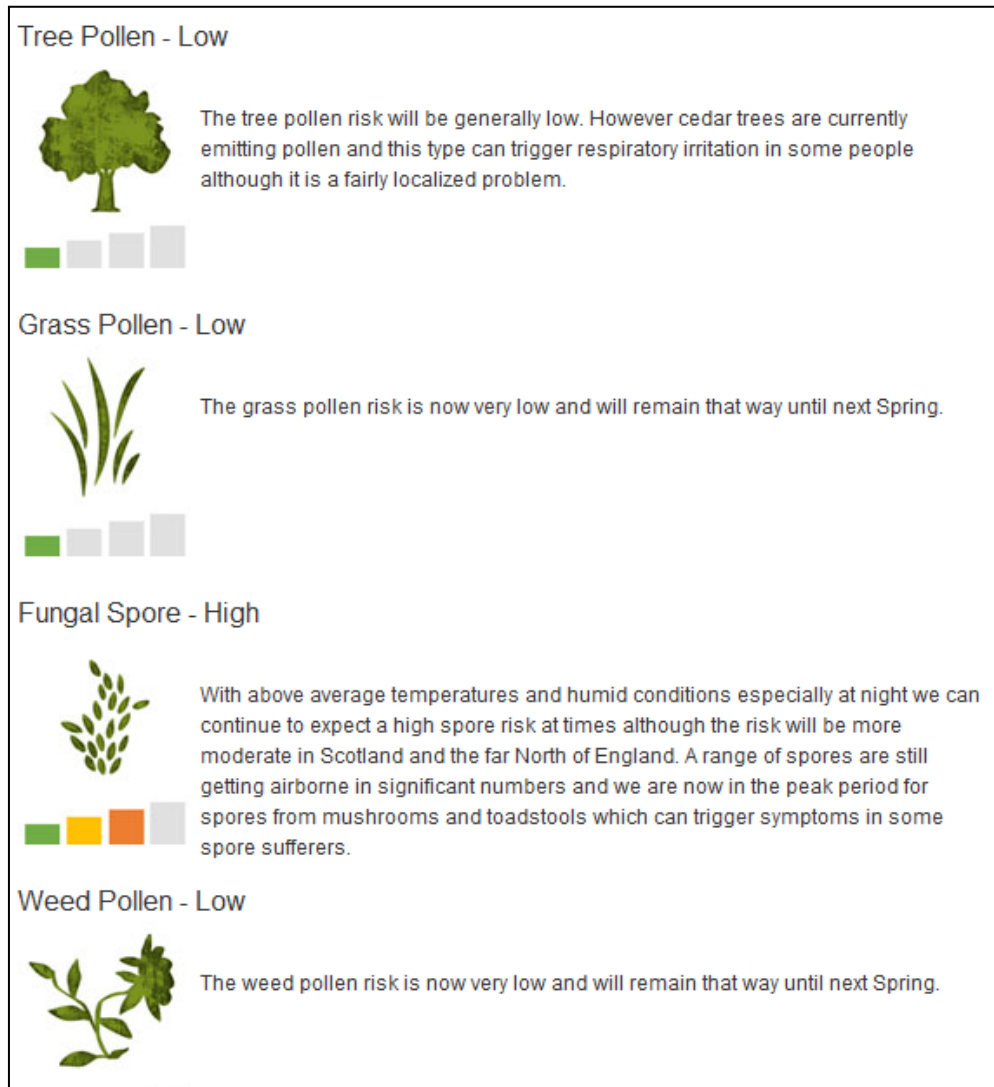 Tree Pollen - Low
The tree pollen risk will be generally low. However cedar trees are currently
emitting pollen and this type can trigger respiratory irritation in some people
although it is a fairly localized problem.
Grass Pollen - Low
The grass pollen risk is now very low and will remain that way until next Spring.
Fungal Spore - High
With above average temperatures and humid conditions especially at night we can
continue to expect a high spore risk at times although the risk will be more
moderate in Scotland and the far North of England. A range of spores are still
getting airborne in significant numbers and we are now in the peak period for
spores from mushrooms and toadstools which can trigger symptoms in some
spore sufferers.
Weed Pollen - Low
The weed pollen risk is now very low and will remain that way until next Spring.